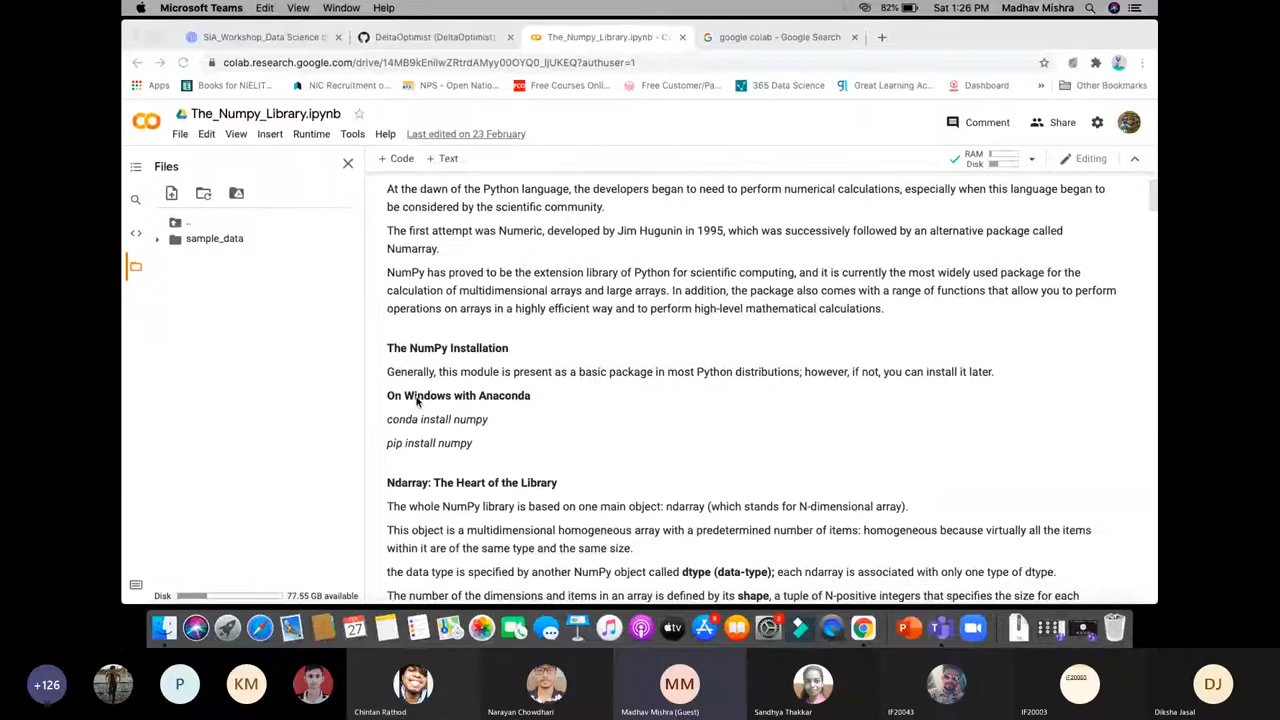 Microsoft Teams Edit View Window Help 82% Sat 1:26 PM Madhav Mishra
SIA_Workshop_Data Science b DeltaOptimist (DeltaOptimist) The_Numpy_Library.ipynb - Co google colab - Google Search
colab.research.google.com/drive/14MB9kEniIwZRtrdAMyy00OYQ0_IjUKEQ?authuser=1
Apps Books for NIELIT... NIC Recruitment o... NPS - Open Natio... Free Courses Onli... Free Customer/Pa... 365 Data Science Great Learning Ac... Dashboard » Other Bookmarks
The_Numpy_Library.ipynb
File Edit View Insert Runtime Tools Help Last edited on 23 February
Comment Share
Files
+ Code + Text
RAM
Disk
Editing
..
sample_data
At the dawn of the Python language, the developers began to need to perform numerical calculations, especially when this language began to
be considered by the scientific community.
The first attempt was Numeric, developed by Jim Hugunin in 1995, which was successively followed by an alternative package called
Numarray.
NumPy has proved to be the extension library of Python for scientific computing, and it is currently the most widely used package for the
calculation of multidimensional arrays and large arrays. In addition, the package also comes with a range of functions that allow you to perform
operations on arrays in a highly efficient way and to perform high-level mathematical calculations.
The NumPy Installation
Generally, this module is present as a basic package in most Python distributions; however, if not, you can install it later.
On Windows with Anaconda
conda install numpy
pip install numpy
Ndarray: The Heart of the Library
The whole NumPy library is based on one main object: ndarray (which stands for N-dimensional array).
This object is a multidimensional homogeneous array with a predetermined number of items: homogeneous because virtually all the items
within it are of the same type and the same size.
the data type is specified by another NumPy object called dtype (data-type); each ndarray is associated with only one type of dtype.
The number of the dimensions and items in an array is defined by its shape, a tuple of N-positive integers that specifies the size for each
Disk 77.55 GB available
27
tv
8
2
+126 P KM MM DJ
Chintan Rathod Narayan Chowdhari Madhav Mishra (Guest) Sandhya Thakkar IF20043 IF20003 Diksha Jasal